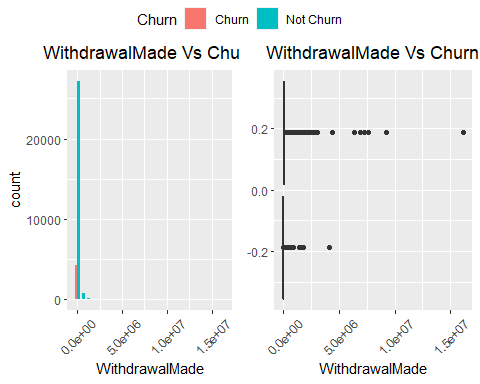 Churn Churn Not Churn
WithdrawalMade Vs Chu
20000
10000
0
count
0.0e+00 5.0e+06 1.0e+07 1.5e+07
WithdrawalMade
WithdrawalMade Vs Churn
0.2
0.0
-0.2
0.0e+00 5.0e+06 1.0e+07 1.5e+07
WithdrawalMade